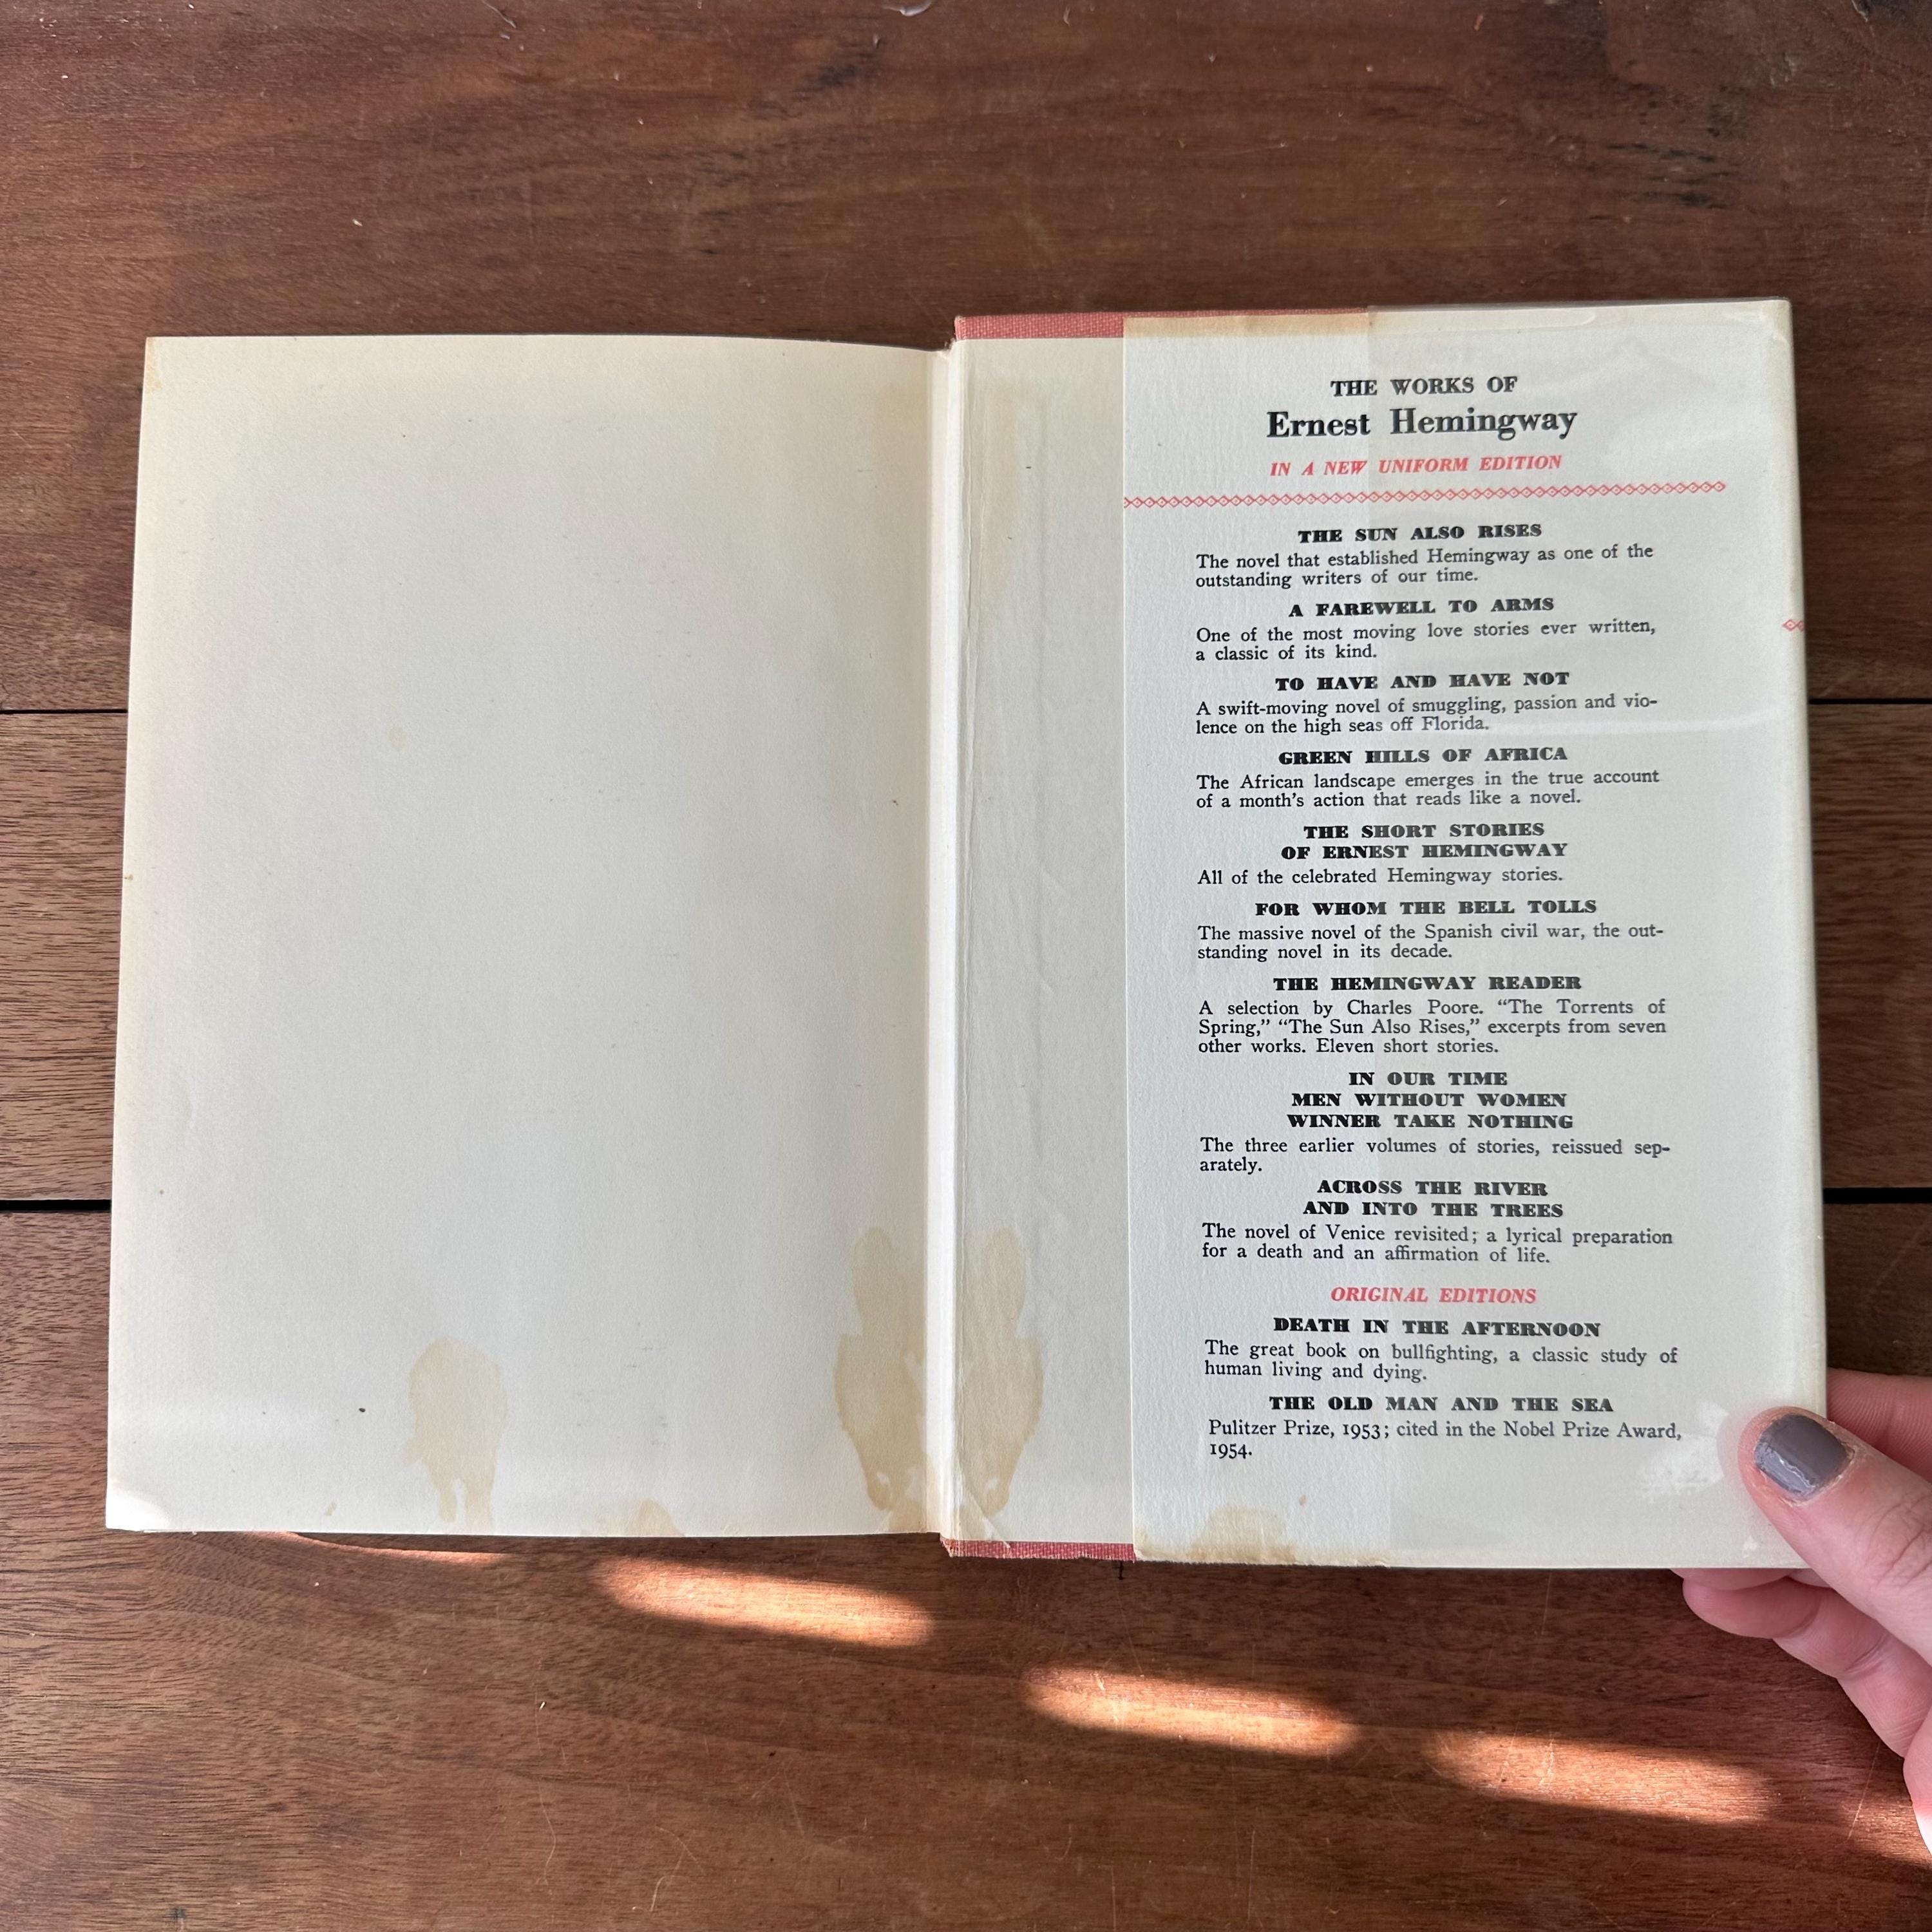 THE WORKS OF
Ernest Hemingway
IN A NEW UNIFORM EDITION
THE SUN ALSO RISES
The novel that established Hemingway as one of the
outstanding writers of our time.
A FAREWELL TO ARMS
One of the most moving love stories ever written,
a classic of its kind.
TO HAVE AND HAVE NOT
A swift-moving novel of smuggling, passion and vio-
lence on the high seas off Florida.
GREEN HILLS OF AFRICA
The African landscape emerges in the true account
of a month's action that reads like a novel.
THE SHORT STORIES
OF ERNEST HEMINGWAY
All of the celebrated Hemingway stories.
FOR WHOM THE BELL TOLLS
The massive novel of the Spanish civil war, the out-
standing novel in its decade.
THE HEMINGWAY READER
A selection by Charles Poore. “The Torrents of
Spring,” “The Sun Also Rises,” excerpts from seven
other works. Eleven short stories.
IN OUR TIME
MEN WITHOUT WOMEN
WINNER TAKE NOTHING
The three earlier volumes of stories, reissued sep-
arately.
ACROSS THE RIVER
AND INTO THE TREES
The novel of Venice revisited; a lyrical preparation
for a death and an affirmation of life.
ORIGINAL EDITIONS
DEATH IN THE AFTERNOON
The great book on bullfighting, a classic study of
human living and dying.
THE OLD MAN AND THE SEA
Pulitzer Prize, 1953; cited in the Nobel Prize Award,
1954.